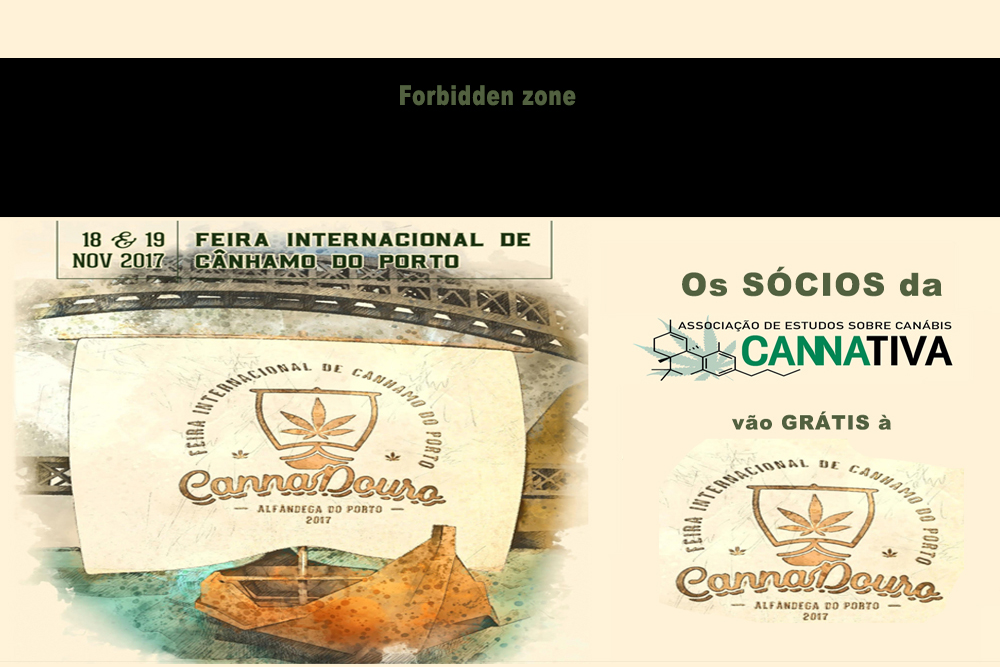 Forbidden zone
18 & 19
NOV 2017
FEIRA INTERNACIONAL DE
CÂNHAMO DO PORTO
FEIRA INTERNACIONAL DE CANHAMO DO PORTO
CannaDouro
— ALFÂNDEGA DO PORTO —
2017
Os SÓCIOS da
ASSOCIAÇÃO DE ESTUDOS SOBRE CANÁBIS
CANNATIVA
vão GRÁTIS à
FEIRA INTERNACIONAL DE CANHAMO DO PORTO
CannaDouro
— ALFÂNDEGA DO PORTO —
2017